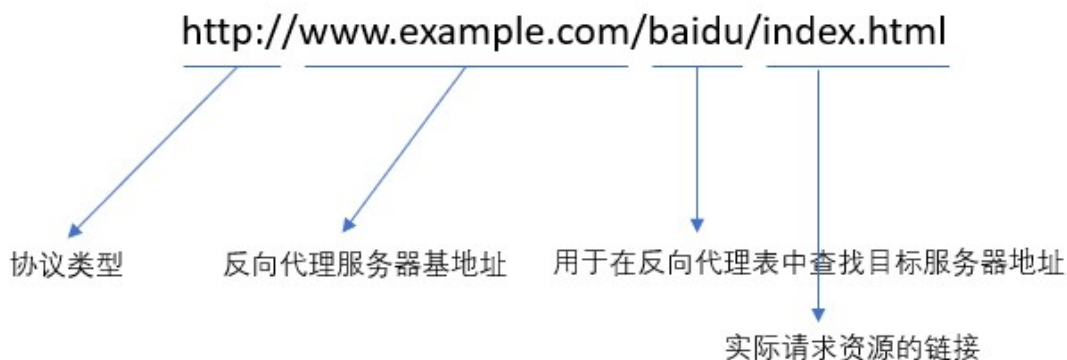 http://www.example.com/baidu/index.html
协议类型
反向代理服务器基地址
用于在反向代理表中查找目标服务器地址
实际请求资源的链接